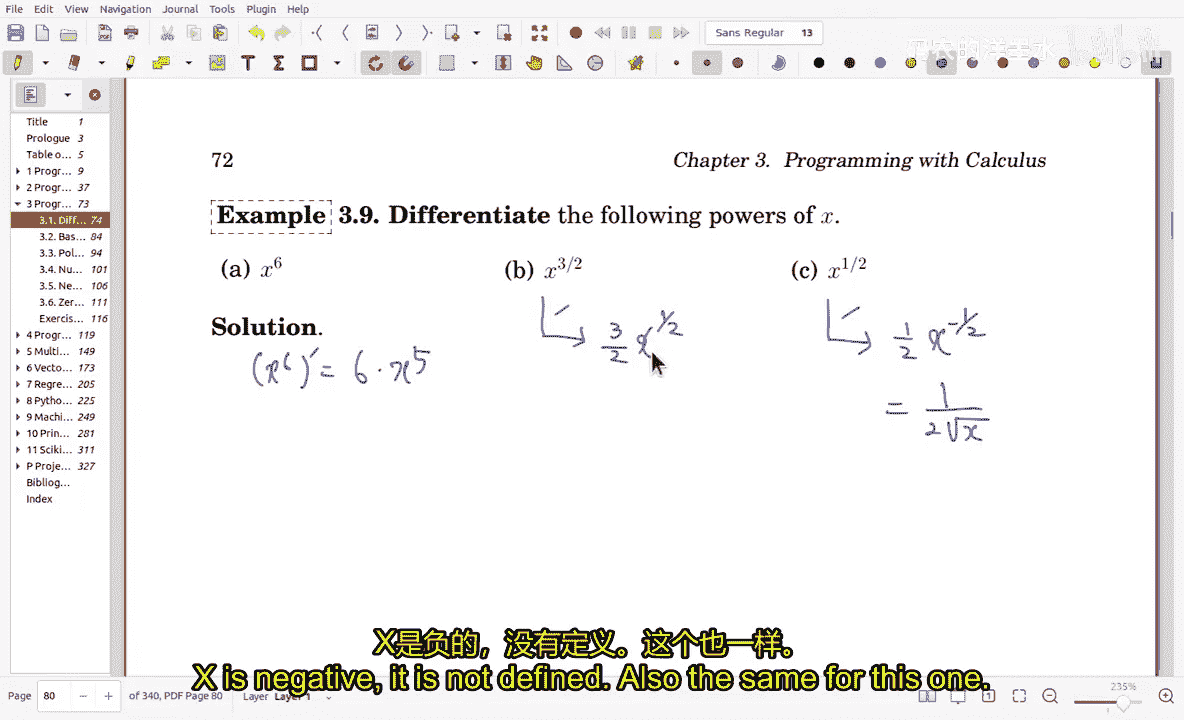 File Edit View Navigation Journal Tools Plugin Help
Sans Regular 13
Title 1
Prologue 3
Table o... 5
1 Progr... 9
2 Progr... 37
3 Progr... 73
3.1. Diff... 74
3.2. Bas... 84
3.3. Pol... 94
3.4. Nu... 101
3.5. Ne... 106
3.6. Zer... 111
Exercis... 116
4 Progr... 119
5 Multi... 149
6 Vecto... 173
7 Regre... 205
8 Pytho... 225
9 Machi... 249
10 Prin... 281
11 Sciki... 311
P Proje... 327
Bibliog...
Index
72 Chapter 3. Programming with Calculus
Example 3.9. Differentiate the following powers of x.
(a) x^6 (b) x^{3/2} (c) x^{1/2}
Solution.
(x^6)' = 6 · x^5
3/2 x^{1/2}
1/2 x^{-1/2}
= 1/(2√x)
X是负的，没有定义。这个也一样。
X is negative, it is not defined. Also the same for this one.
Page 80 of 340, PDF Page 80 Layer Layer 1 235%